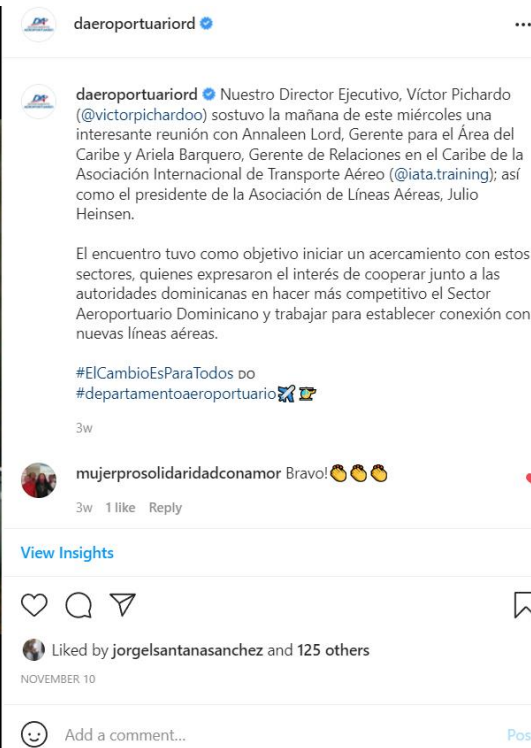 daeroportuariord
daeroportuariord Nuestro Director Ejecutivo, Víctor Pichardo
(@victorpichardoo) sostuvo la mañana de este miércoles una
interesante reunión con Annaleen Lord, Gerente para el Área del
Caribe y Ariela Barquero, Gerente de Relaciones en el Caribe de la
Asociación Internacional de Transporte Aéreo (@iata.training); así
como el presidente de la Asociación de Líneas Aéreas, Julio
Heinsen.
El encuentro tuvo como objetivo iniciar un acercamiento con estos
sectores, quienes expresaron el interés de cooperar junto a las
autoridades dominicanas en hacer más competitivo el Sector
Aeroportuario Dominicano y trabajar para establecer conexión con
nuevas líneas aéreas.
#ElCambioEsParaTodos DO
#departamentoaeroportuario
3w
mujerprosolidaridadconamor Bravo!
3w 1 like Reply
View Insights
Liked by jorgelsantanasanchez and 125 others
NOVEMBER 10
Add a comment... Pos